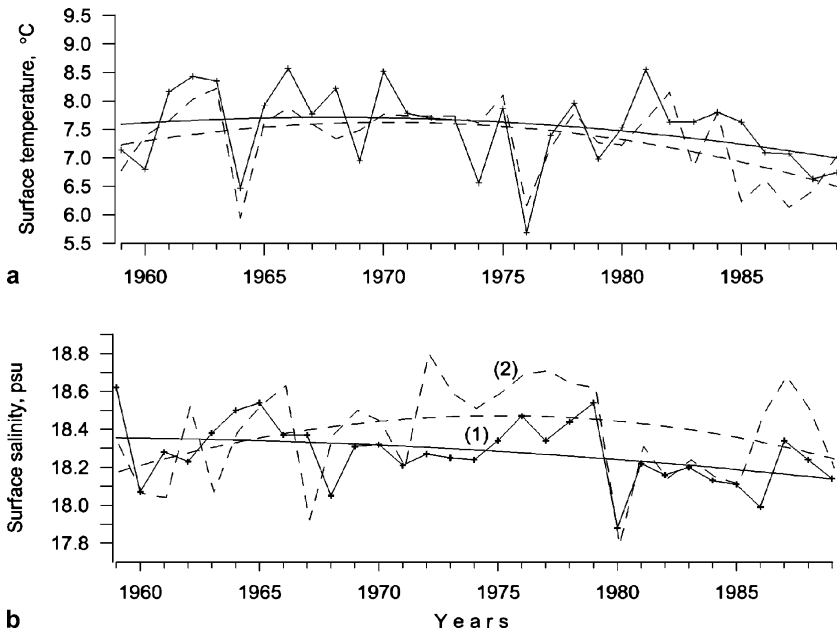 9.5
9.0
8.5
8.0
7.5
7.0
6.5
6.0
5.5
Surface temperature, °C
1960 1965 1970 1975 1980 1985
a
18.8
18.6
18.4
18.2
18.0
17.8
Surface salinity, psu
(2)
(1)
1960 1965 1970 1975 1980 1985
b
Years